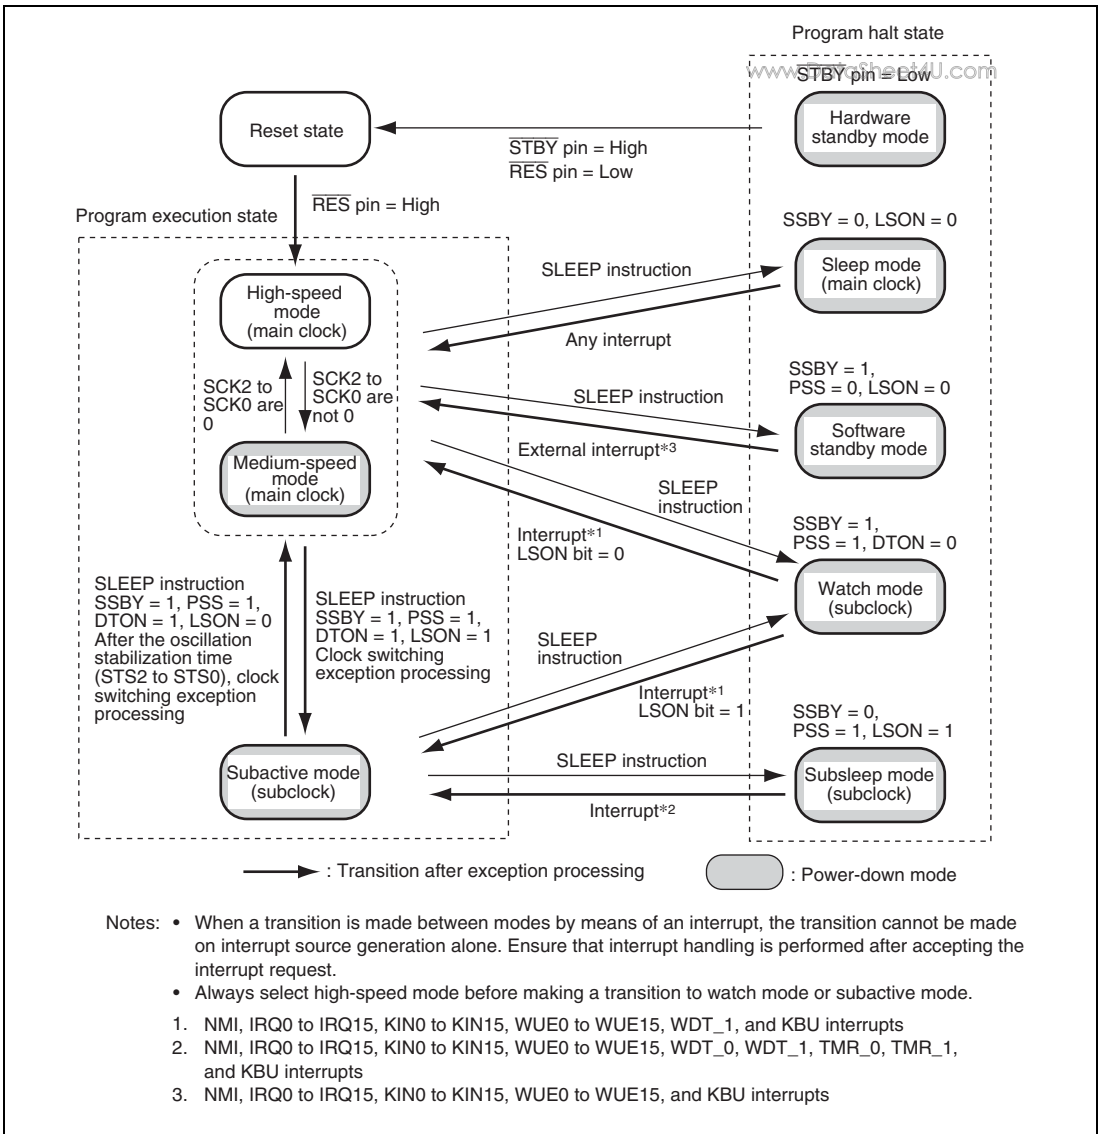 Program halt state
www.DataSheet4U.com
STBY pin = Low
Hardware
standby mode
Reset state
STBY pin = High
RES pin = Low
RES pin = High
Program execution state
SSBY = 0, LSON = 0
Sleep mode
(main clock)
SLEEP instruction
Any interrupt
High-speed
mode
(main clock)
SCK2 to
SCK0 are
0
SCK2 to
SCK0 are
not 0
SSBY = 1,
PSS = 0, LSON = 0
SLEEP instruction
Software
standby mode
External interrupt*3
Medium-speed
mode
(main clock)
SLEEP
instruction
Interrupt*1
LSON bit = 0
SSBY = 1,
PSS = 1, DTON = 0
Watch mode
(subclock)
SLEEP instruction
SSBY = 1, PSS = 1,
DTON = 1, LSON = 0
After the oscillation
stabilization time
(STS2 to STS0), clock
switching exception
processing
SLEEP instruction
SSBY = 1, PSS = 1,
DTON = 1, LSON = 1
Clock switching
exception processing
SLEEP
instruction
Interrupt*1
LSON bit = 1
SSBY = 0,
PSS = 1, LSON = 1
Subactive mode
(subclock)
SLEEP instruction
Interrupt*2
Subsleep mode
(subclock)
: Transition after exception processing
: Power-down mode
Notes: • When a transition is made between modes by means of an interrupt, the transition cannot be made
on interrupt source generation alone. Ensure that interrupt handling is performed after accepting the
interrupt request.
• Always select high-speed mode before making a transition to watch mode or subactive mode.
1. NMI, IRQ0 to IRQ15, KIN0 to KIN15, WUE0 to WUE15, WDT_1, and KBU interrupts
2. NMI, IRQ0 to IRQ15, KIN0 to KIN15, WUE0 to WUE15, WDT_0, WDT_1, TMR_0, TMR_1,
and KBU interrupts
3. NMI, IRQ0 to IRQ15, KIN0 to KIN15, WUE0 to WUE15, and KBU interrupts